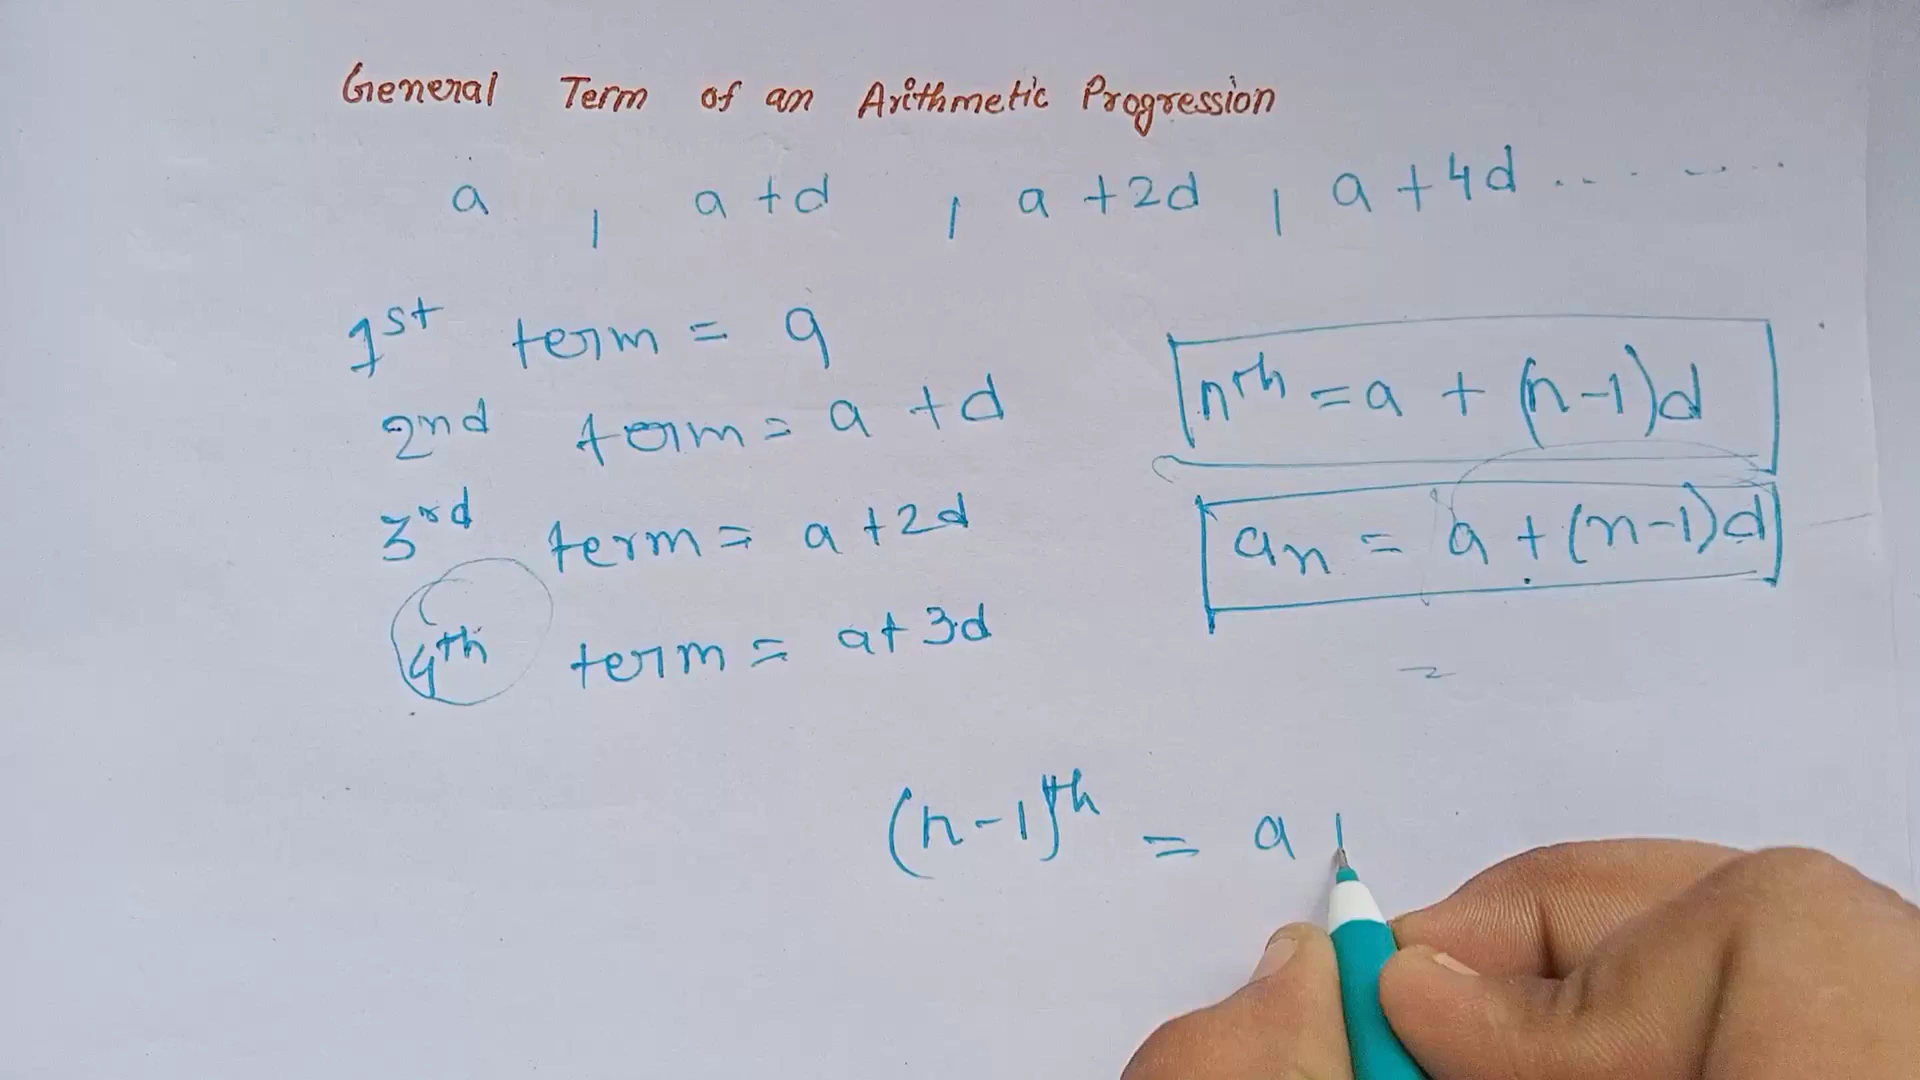 General Term of an Arithmetic Progression
a , a+d , a+2d , a+4d ........
1st term = a
2nd term = a+d
3rd term = a+2d
4th term = a+3d
nth = a + (n-1)d
an = a + (n-1)d
=
(n-1)th = a